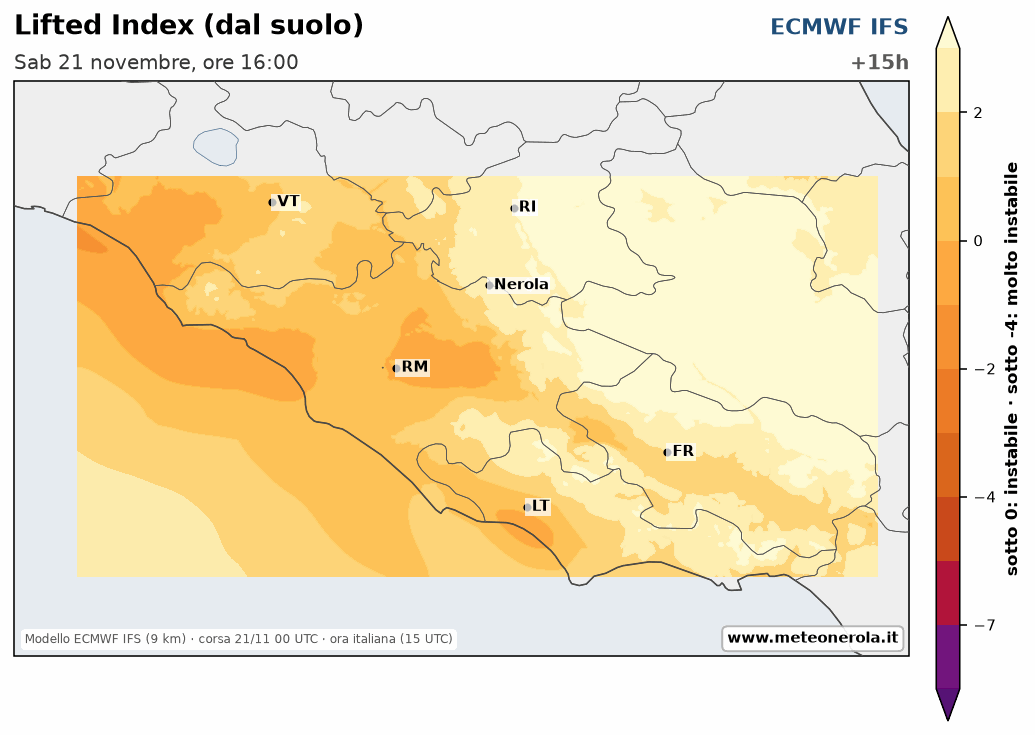 Lifted Index (dal suolo)
ECMWF IFS
Sab 21 novembre, ore 16:00
+15h
VT
RI
Nerola
RM
FR
LT
2
0
−2
−4
−7
sotto 0: instabile · sotto -4: molto instabile
Modello ECMWF IFS (9 km) · corsa 21/11 00 UTC · ora italiana (15 UTC)
www.meteonerola.it